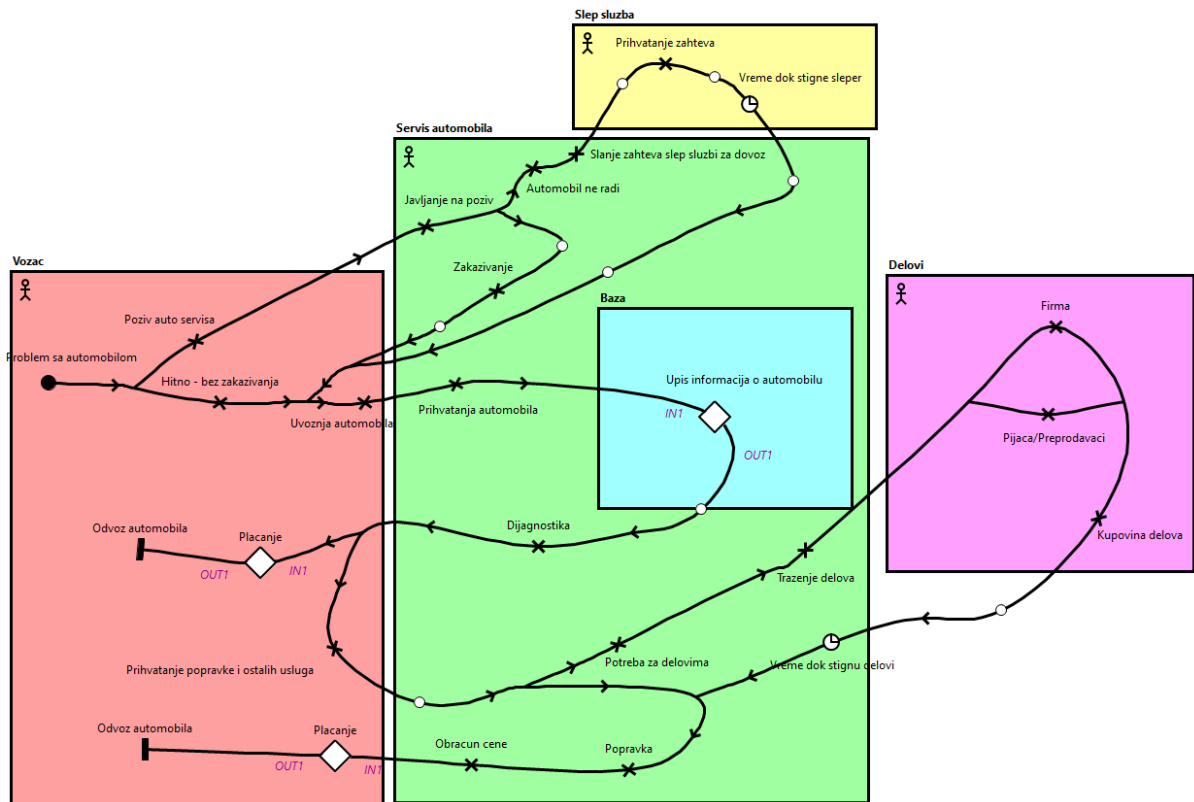 Slep sluzba
Prihvatanje zahteva
Vreme dok stigne sleper
Servis automobila
Slanje zahteva slep sluzbi za dovoz
Automobil ne radi
Javljanje na poziv
Zakazivanje
Vozac
Delovi
Baza
Firma
Poziv auto servisa
Problem sa automobilom
Hitno - bez zakazivanja
Upis informacija o automobilu
Prihvatanja automobila
IN1
Uvoznja automobila
Pijaca/Preprodavaci
OUT1
Odvoz automobila
Placanje
Dijagnostika
Kupovina delova
OUT1
IN1
Trazenje delova
Prihvatanje popravke i ostalih usluga
Potreba za delovima
Vreme dok stignu delovi
Odvoz automobila
Placanje
Obracun cene
Popravka
OUT1
IN1